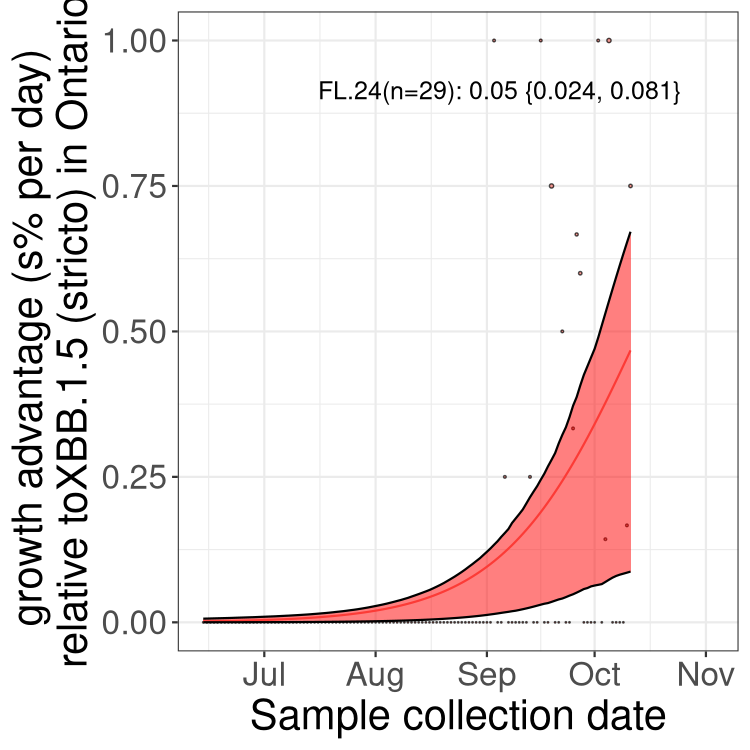 growth advantage (s% per day)
relative toXBB.1.5 (stricto) in Ontario
1.00
0.75
0.50
0.25
0.00
FL.24(n=29): 0.05 {0.024, 0.081}
Jul Aug Sep Oct Nov
Sample collection date